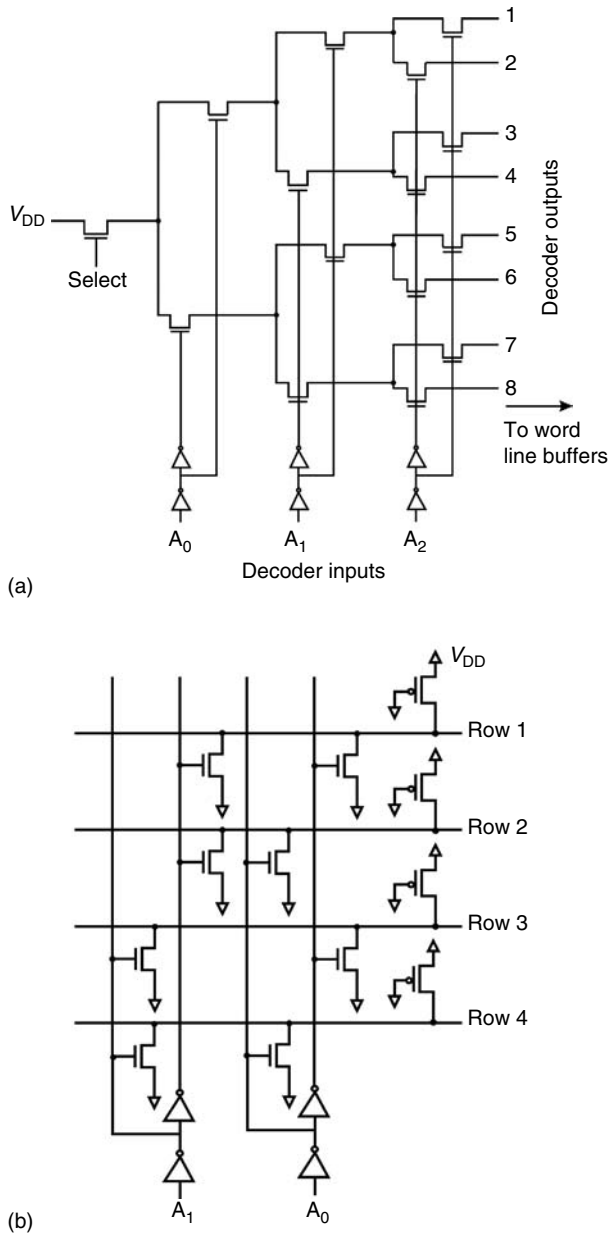 1
2
3
4
V_DD
5
Select
6
Decoder outputs
7
8
To word
line buffers
A_0
A_1
A_2
Decoder inputs
(a)
V_DD
Row 1
Row 2
Row 3
Row 4
A_1
A_0
(b)